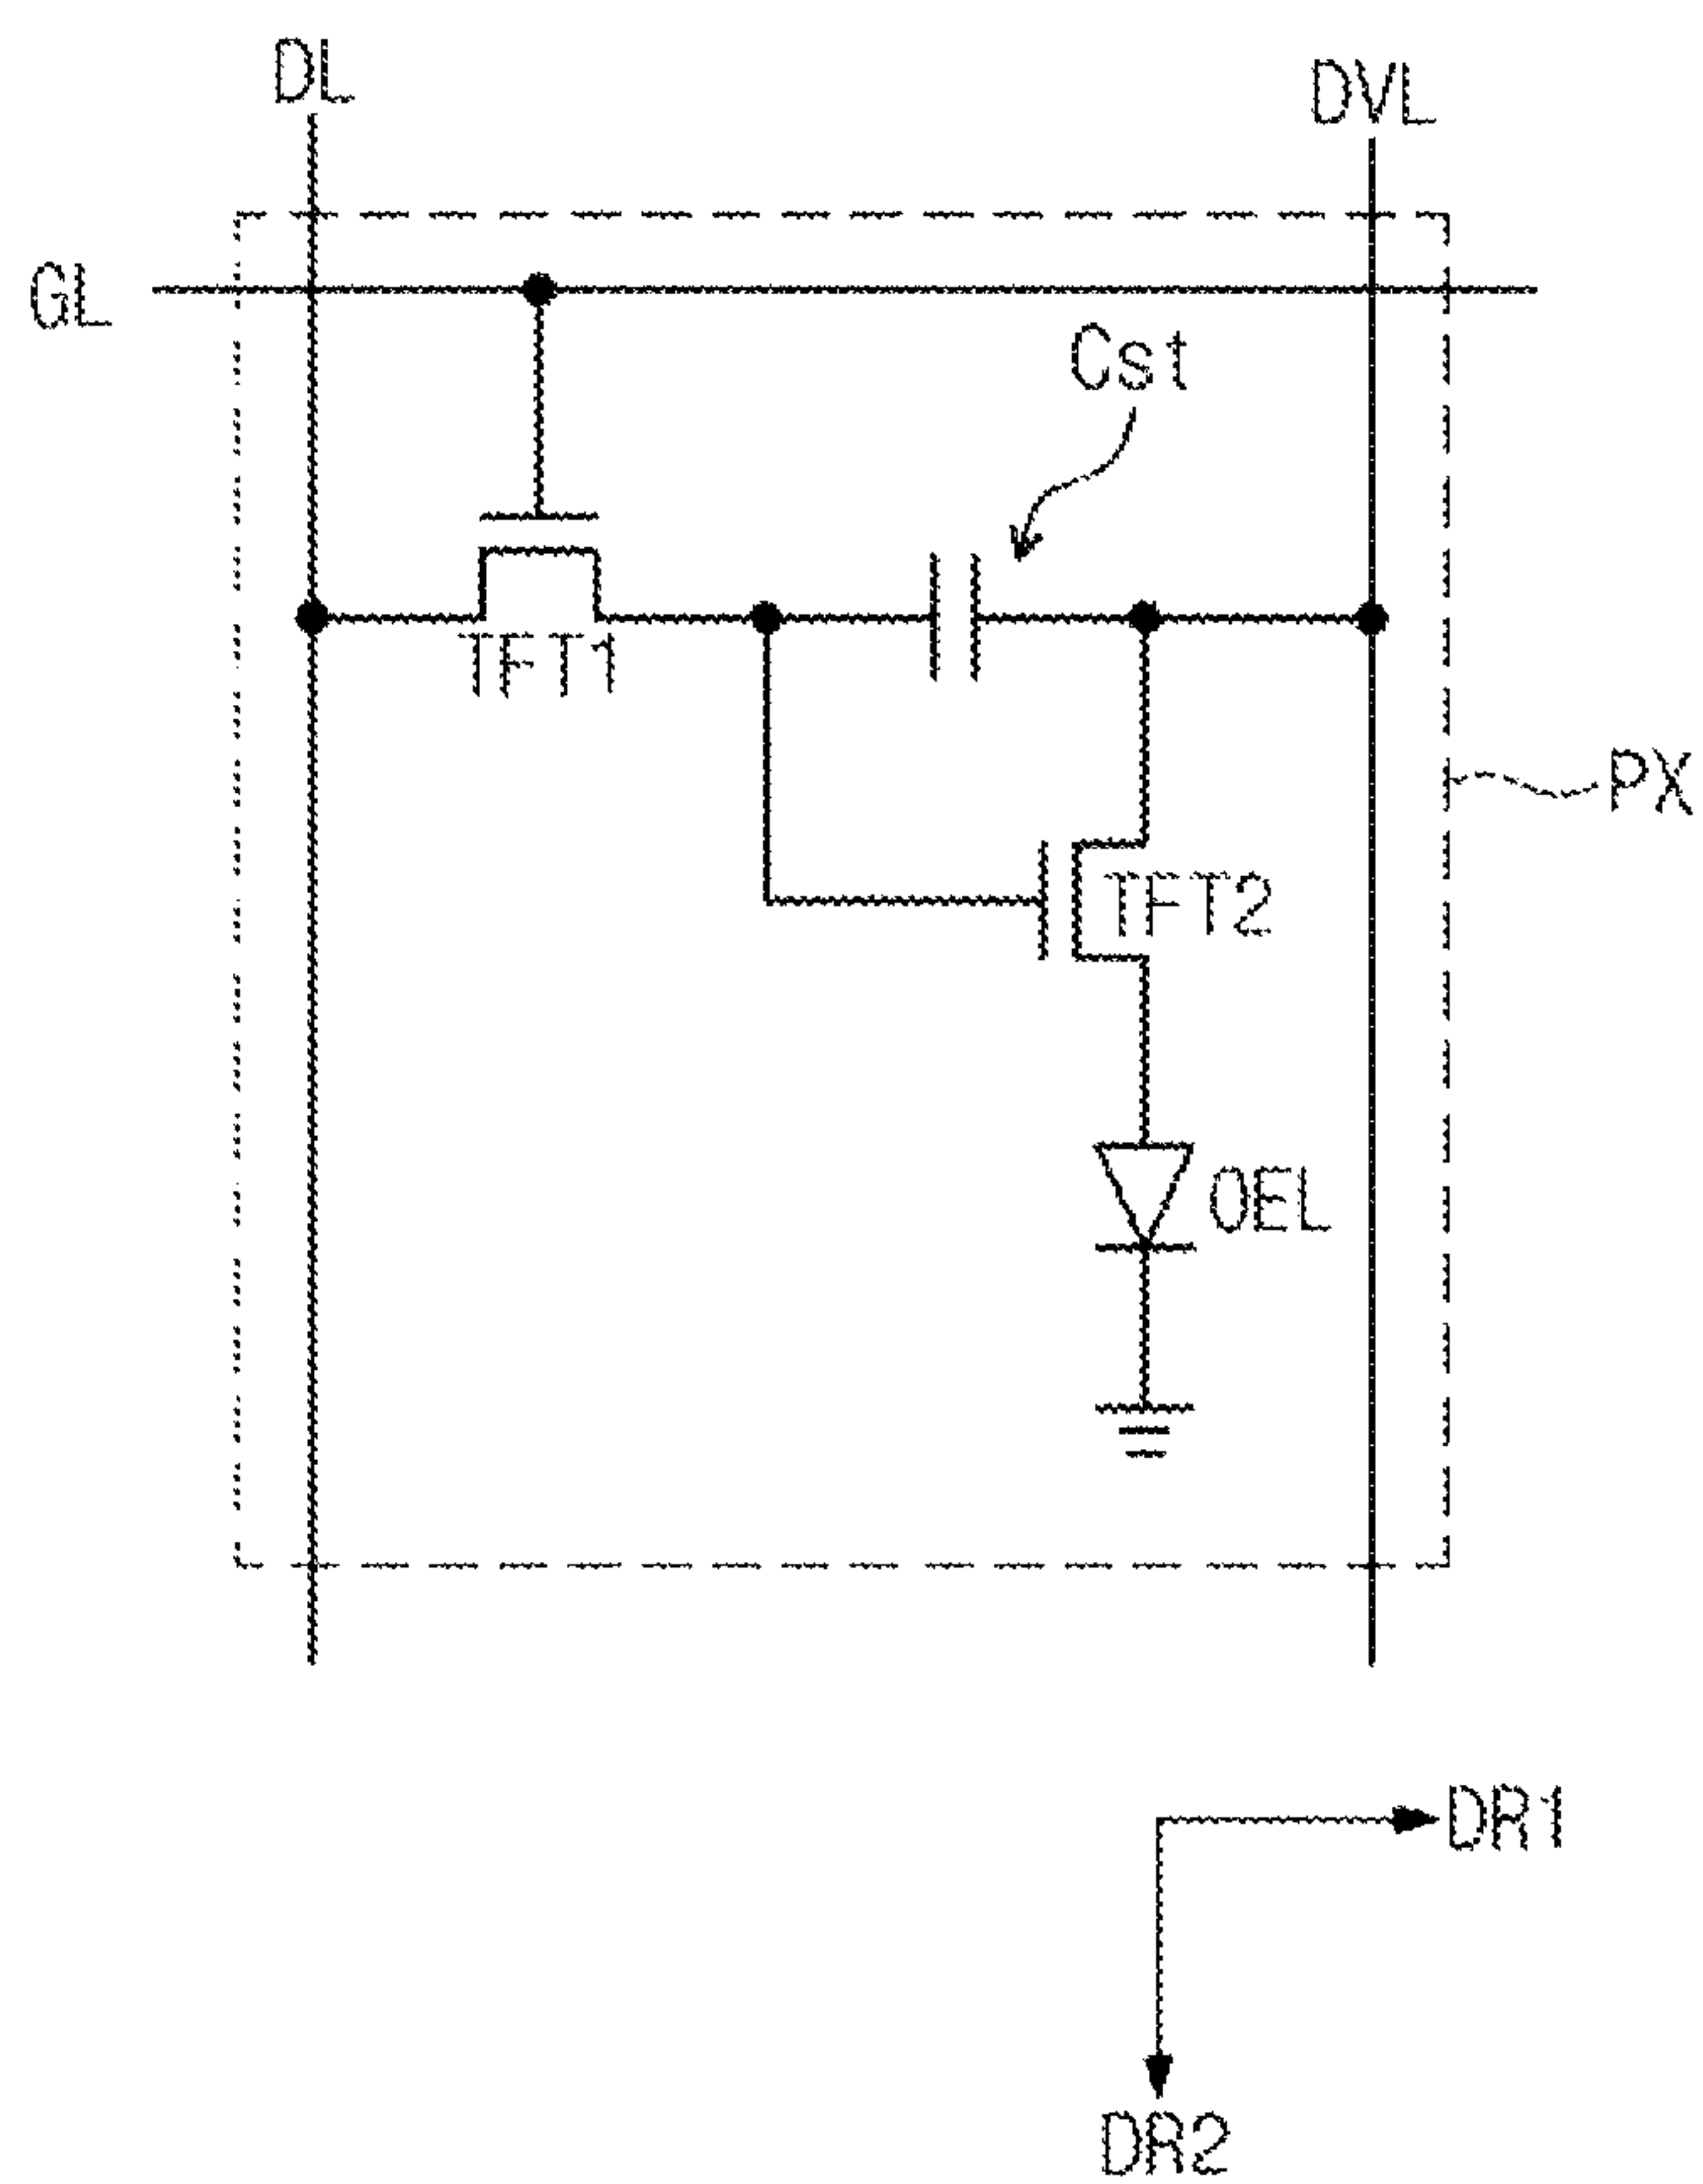 DL
DVL
GL
Cst
TFT1
PX
TFT2
OEL
DR1
DR2